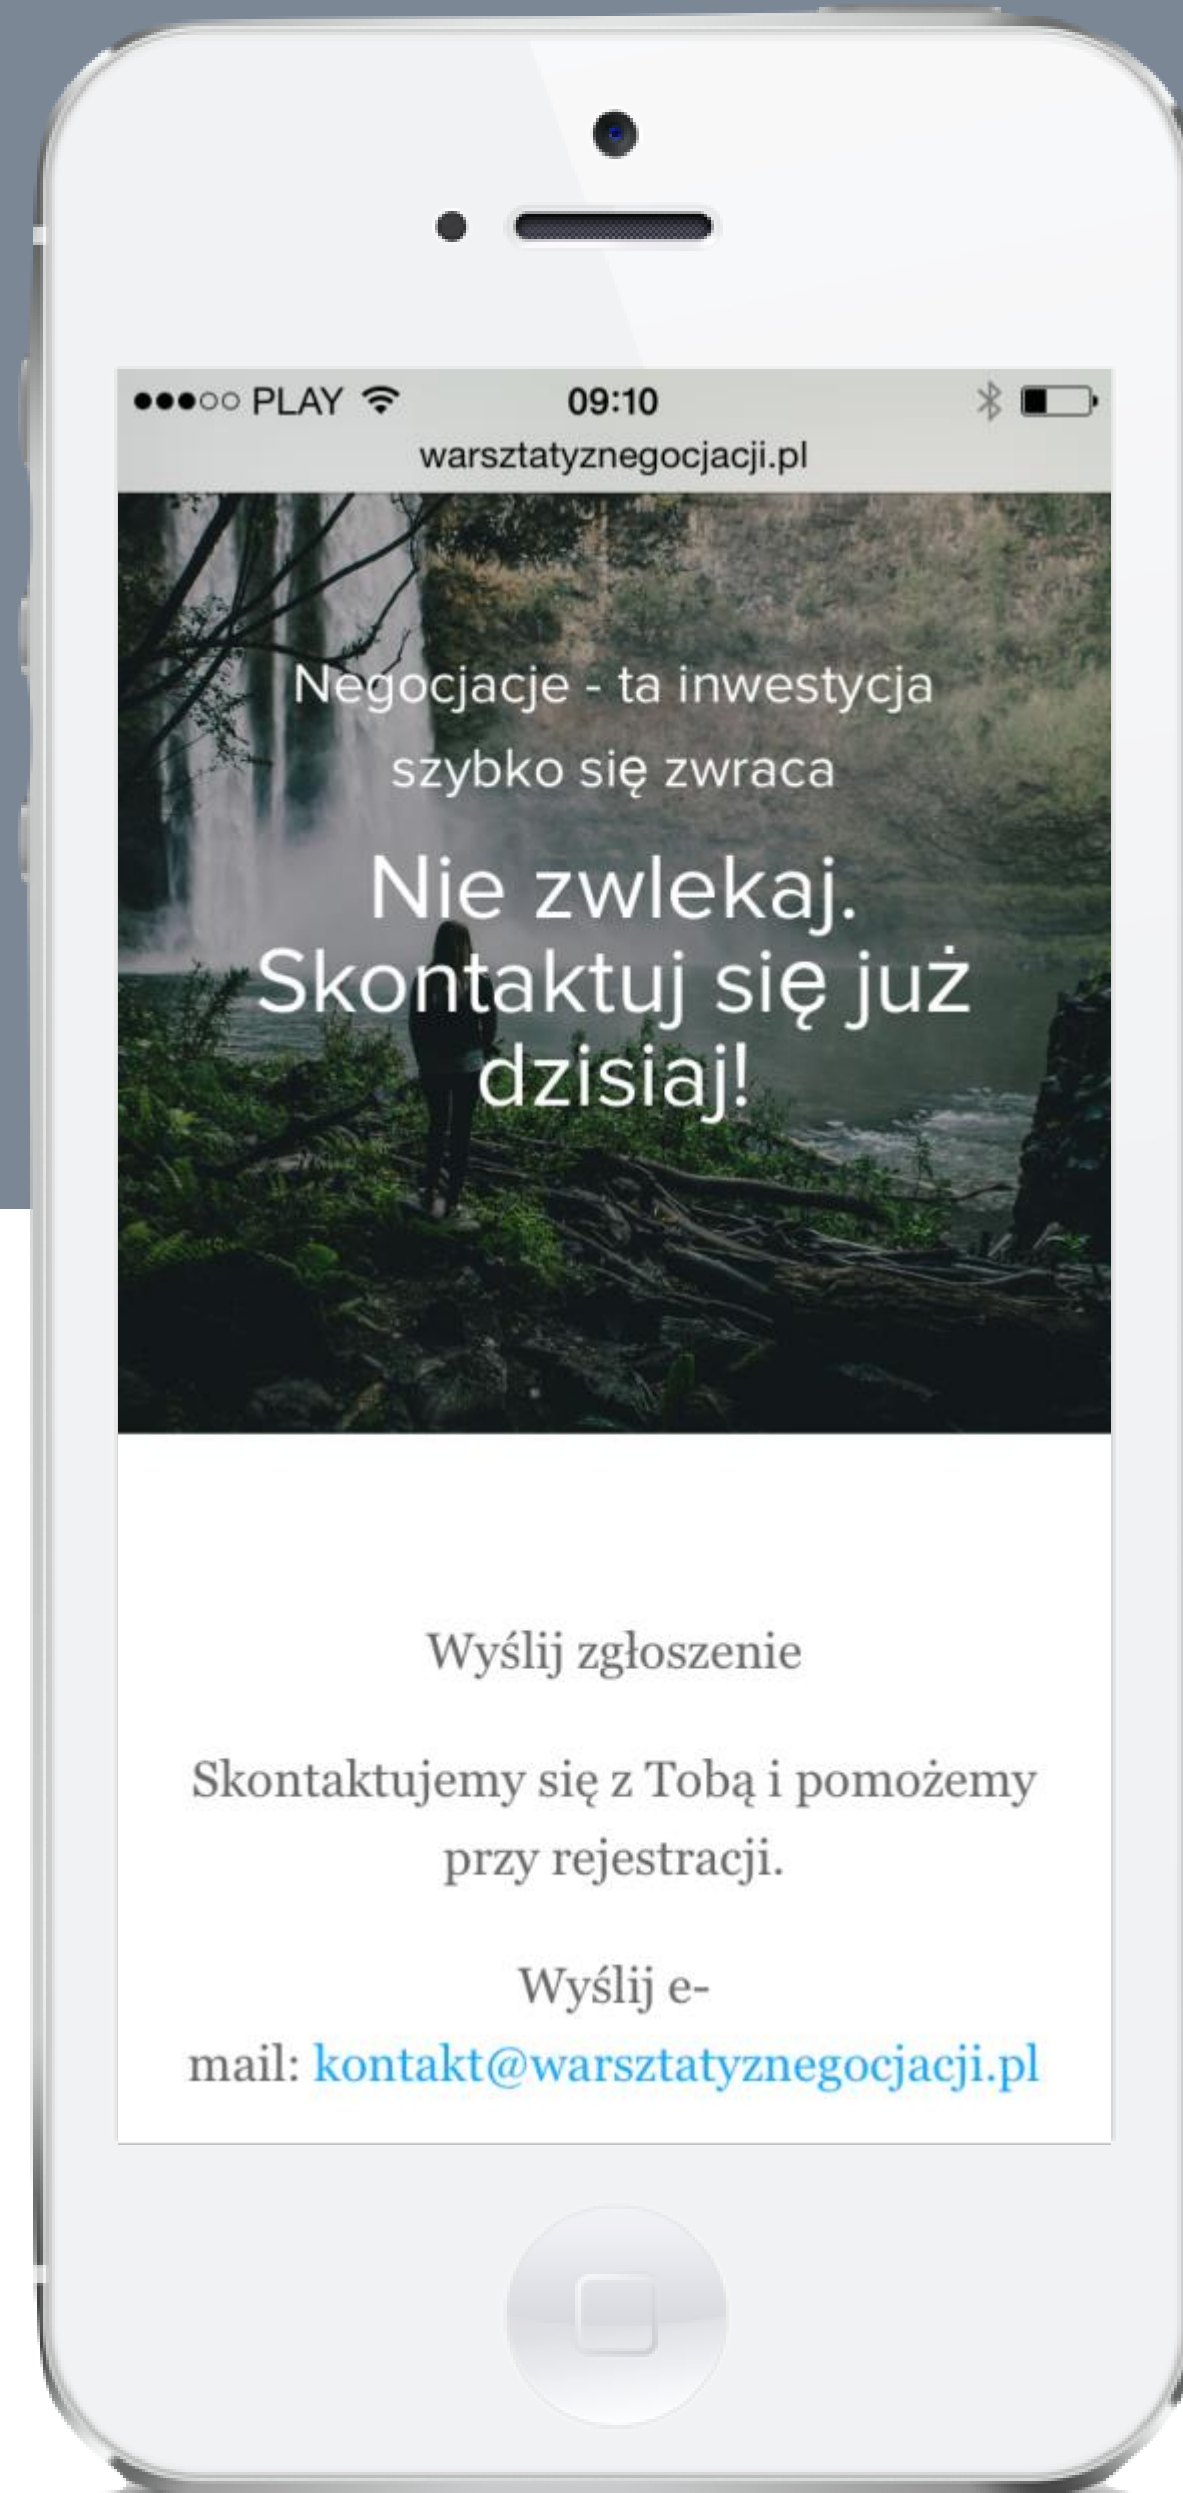 PLAY 09:10
warsztatyznegocjacji.pl
Negocjacje - ta inwestycja
szybko się zwraca
Nie zwlekaj.
Skontaktuj się już
dzisiaj!
Wyślij zgłoszenie
Skontaktujemy się z Tobą i pomożemy
przy rejestracji.
Wyślij e-
mail: kontakt@warsztatyznegocjacji.pl